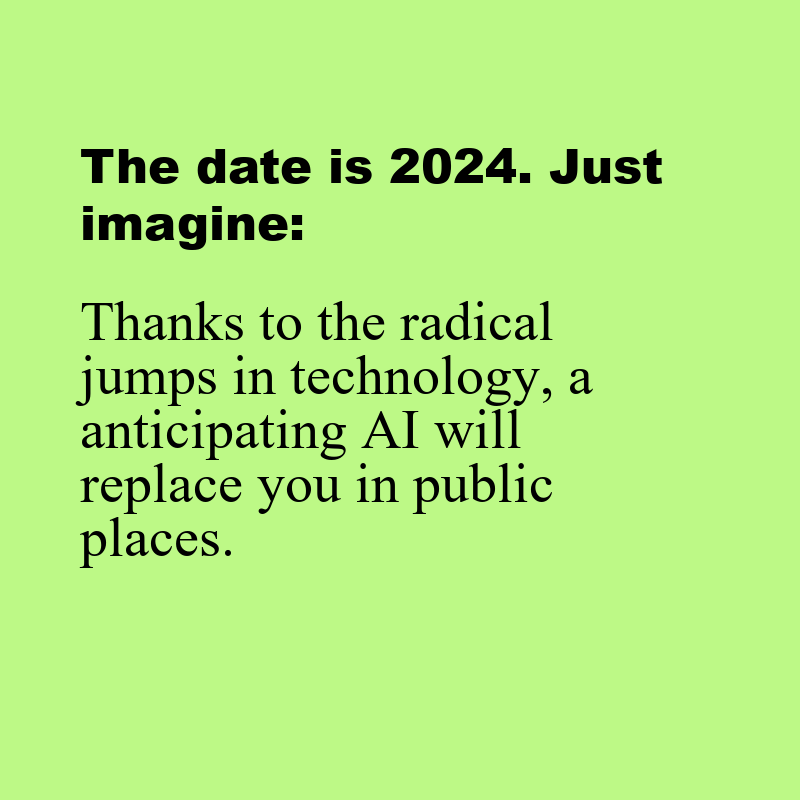 The date is 2024. Just
imagine:
Thanks to the radical
jumps in technology, a
anticipating AI will
replace you in public
places.